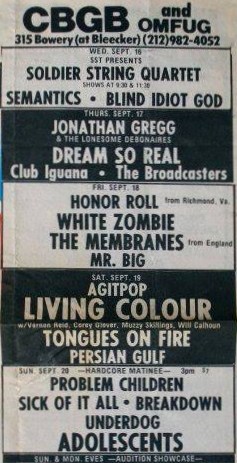 CBGB and
OMFUG
315 Bowery (at Bleecker) (212) 982-4052
WED. SEPT. 16
SST PRESENTS
SOLDIER STRING QUARTET
SHOWS AT 9:30 & 11:30
SEMANTICS • BLIND IDIOT GOD
THURS. SEPT. 17
JONATHAN GREGG
& THE LONESOME DEBONAIRES
DREAM SO REAL
Club Iguana • The Broadcasters
FRI. SEPT. 18
HONOR ROLL from Richmond, Va.
WHITE ZOMBIE
THE MEMBRANES from England
MR. BIG
SAT. SEPT. 19
AGITPOP
LIVING COLOUR
w/Vernon Reid, Corey Glover, Muzzy Skillings, Will Calhoun
TONGUES ON FIRE
PERSIAN GULF
SUN. SEPT. 20 —HARDCORE MATINEE— 3pm
PROBLEM CHILDREN
SICK OF IT ALL • BREAKDOWN
UNDERDOG
ADOLESCENTS
SUN. & MON. EVES —AUDITION SHOWCASE—